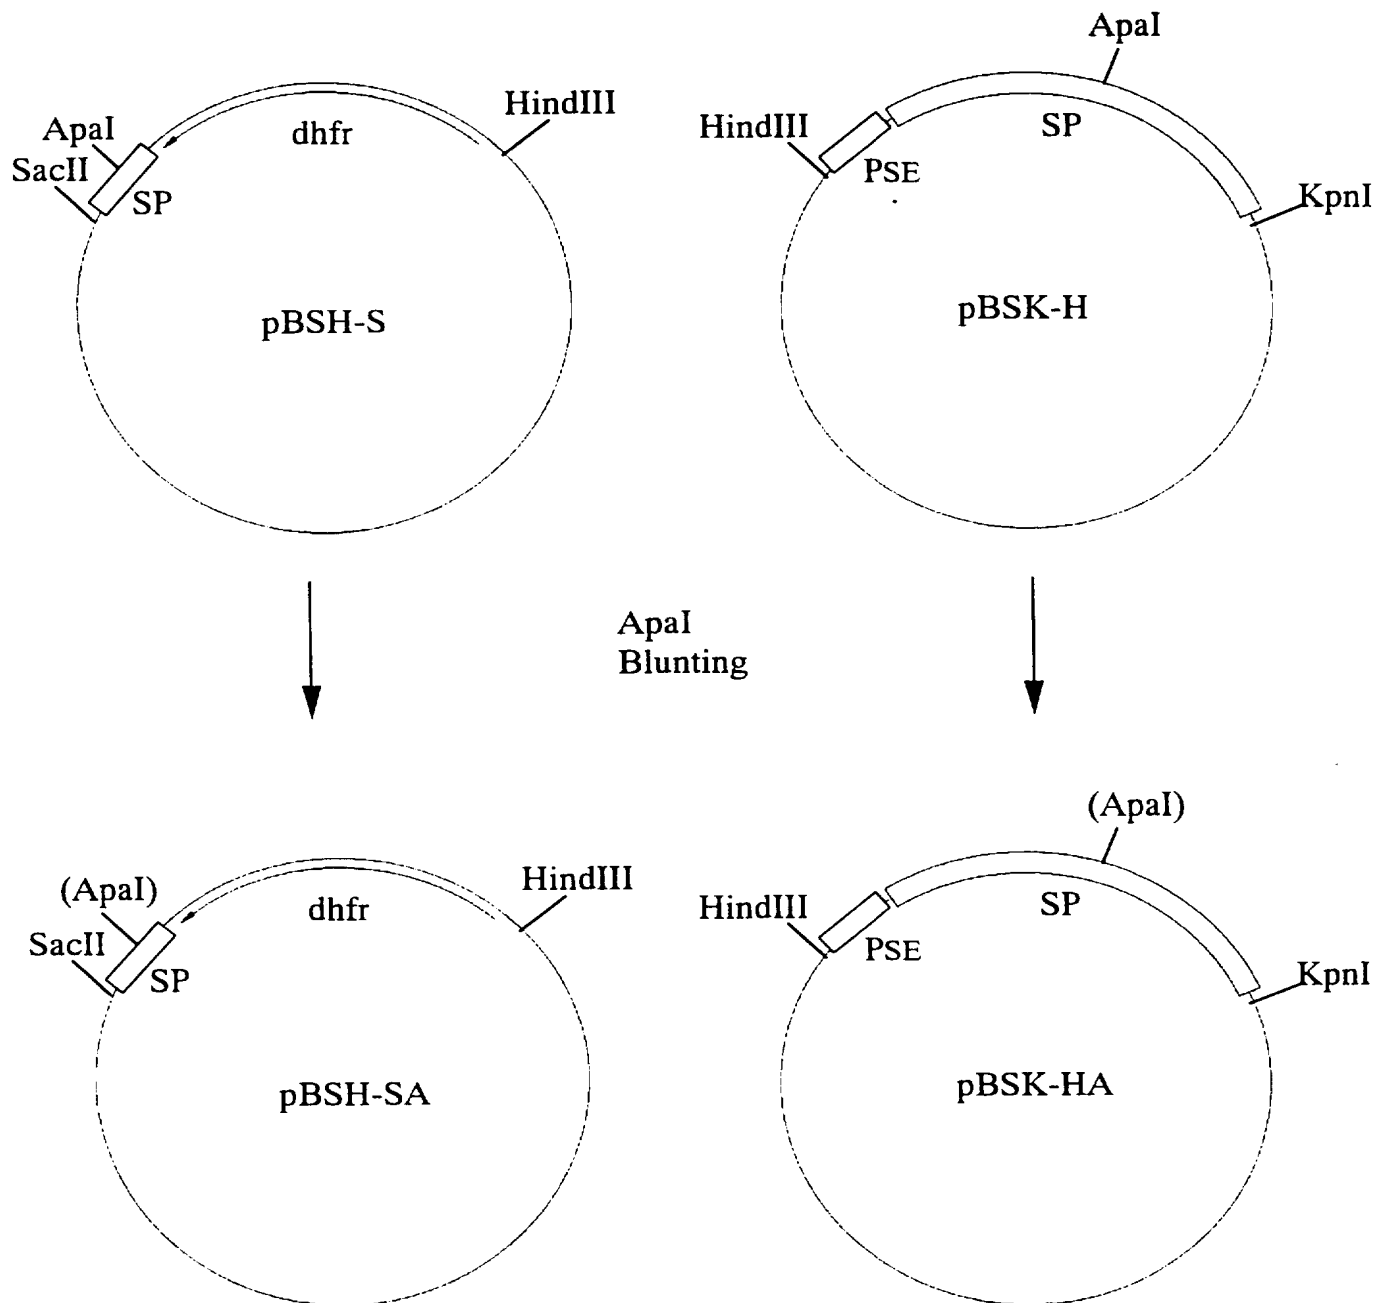 ApaI
HindIII
ApaI
SacII
dhfr
SP
HindIII
SP
PSE
KpnI
pBSH-S
pBSK-H
ApaI
Blunting
(ApaI)
(ApaI)
HindIII
SacII
dhfr
SP
HindIII
SP
PSE
KpnI
pBSH-SA
pBSK-HA